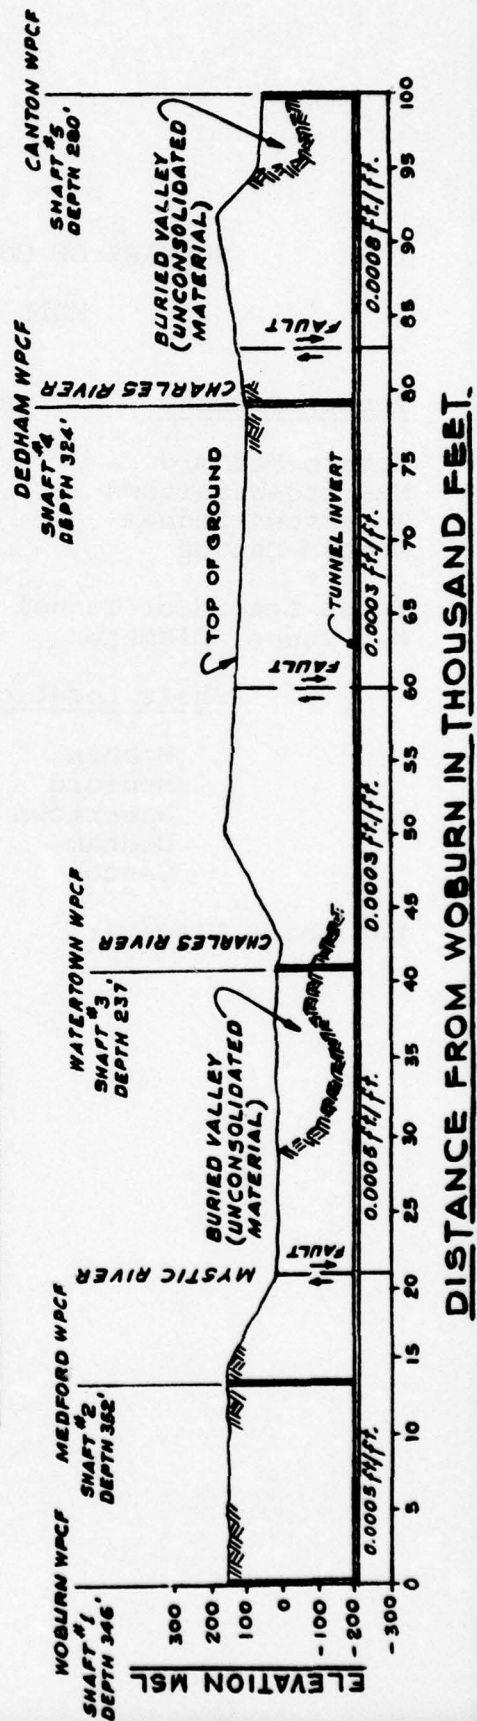 WOBURN WPCF
SHAFT #1
DEPTH 346'
MEDFORD WPCF
SHAFT #2
DEPTH 352'
WATERTOWN WPCF
SHAFT #3
DEPTH 237'
DEDHAM WPCF
SHAFT #4
DEPTH 324'
CANTON WPCF
SHAFT #5
DEPTH 280'
MYSTIC RIVER
BURIED VALLEY
(UNCONSOLIDATED
MATERIAL)
CHARLES RIVER
TOP OF GROUND
CHARLES RIVER
BURIED VALLEY
(UNCONSOLIDATED
MATERIAL)
FAULT
FAULT
FAULT
TUNNEL INVERT
ELEVATION MSL
300
200
100
0
-100
-200
-300
0.0005 ft/ft.
0.0006 ft/ft.
0.0003 ft/ft.
0.0003 ft/ft.
0.0008 ft/ft.
0 5 10 15 20 25 30 35 40 45 50 55 60 65 70 75 80 85 90 95 100
DISTANCE FROM WOBURN IN THOUSAND FEET.